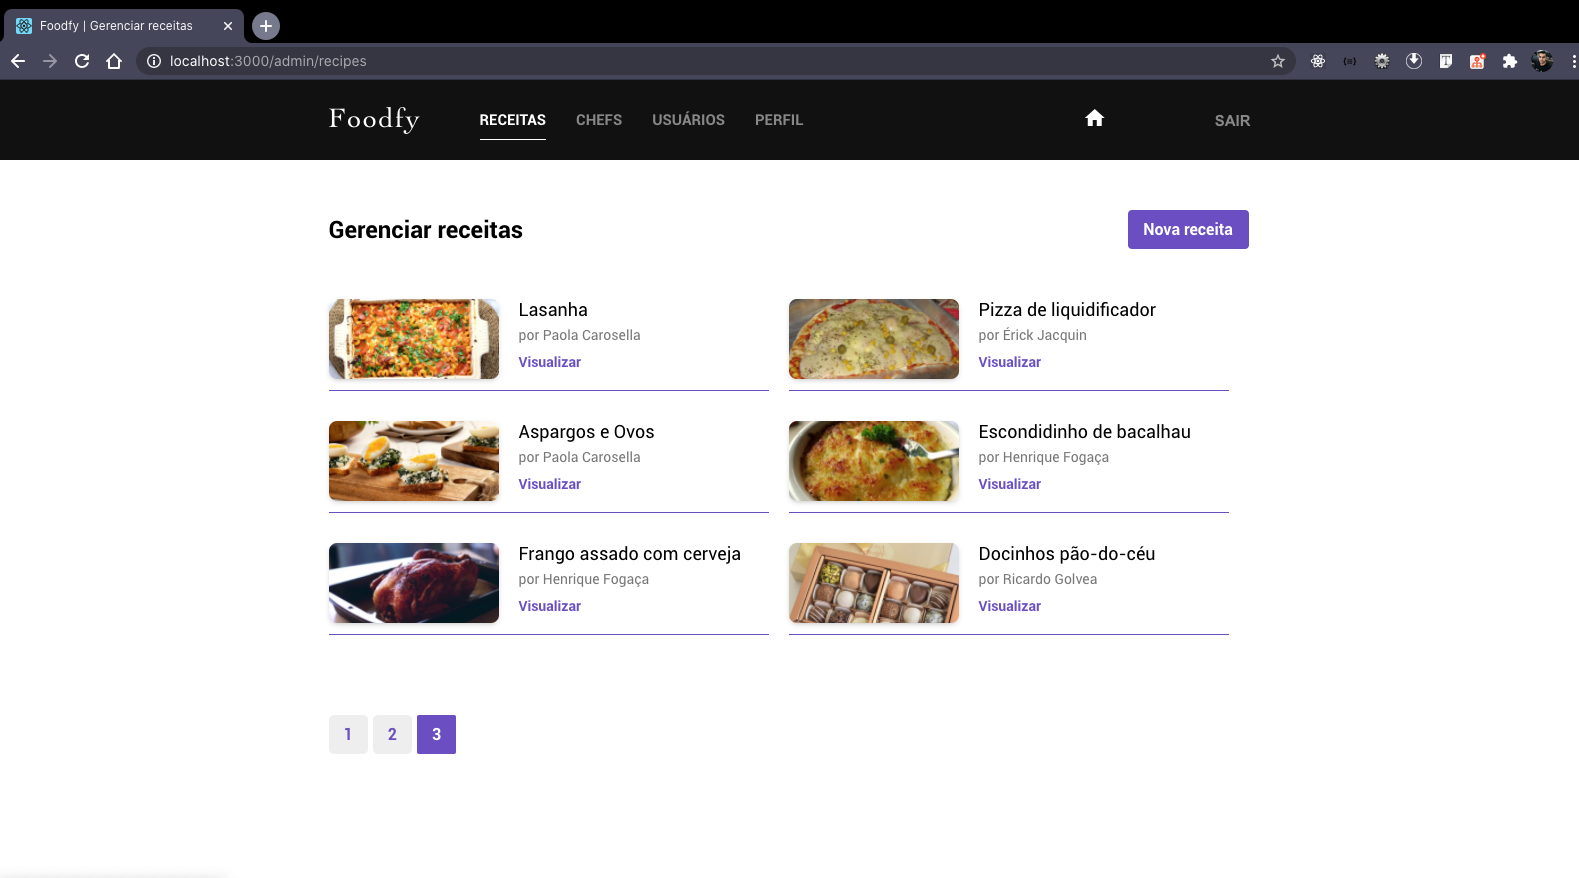 Foodfy | Gerenciar receitas
localhost:3000/admin/recipes
Foodfy RECEITAS CHEFS USUÁRIOS PERFIL SAIR
Gerenciar receitas
Nova receita
Lasanha
por Paola Carosella
Visualizar
Pizza de liquidificador
por Érick Jacquin
Visualizar
Aspargos e Ovos
por Paola Carosella
Visualizar
Escondidinho de bacalhau
por Henrique Fogaça
Visualizar
Frango assado com cerveja
por Henrique Fogaça
Visualizar
Docinhos pão-do-céu
por Ricardo Golvea
Visualizar
1 2 3